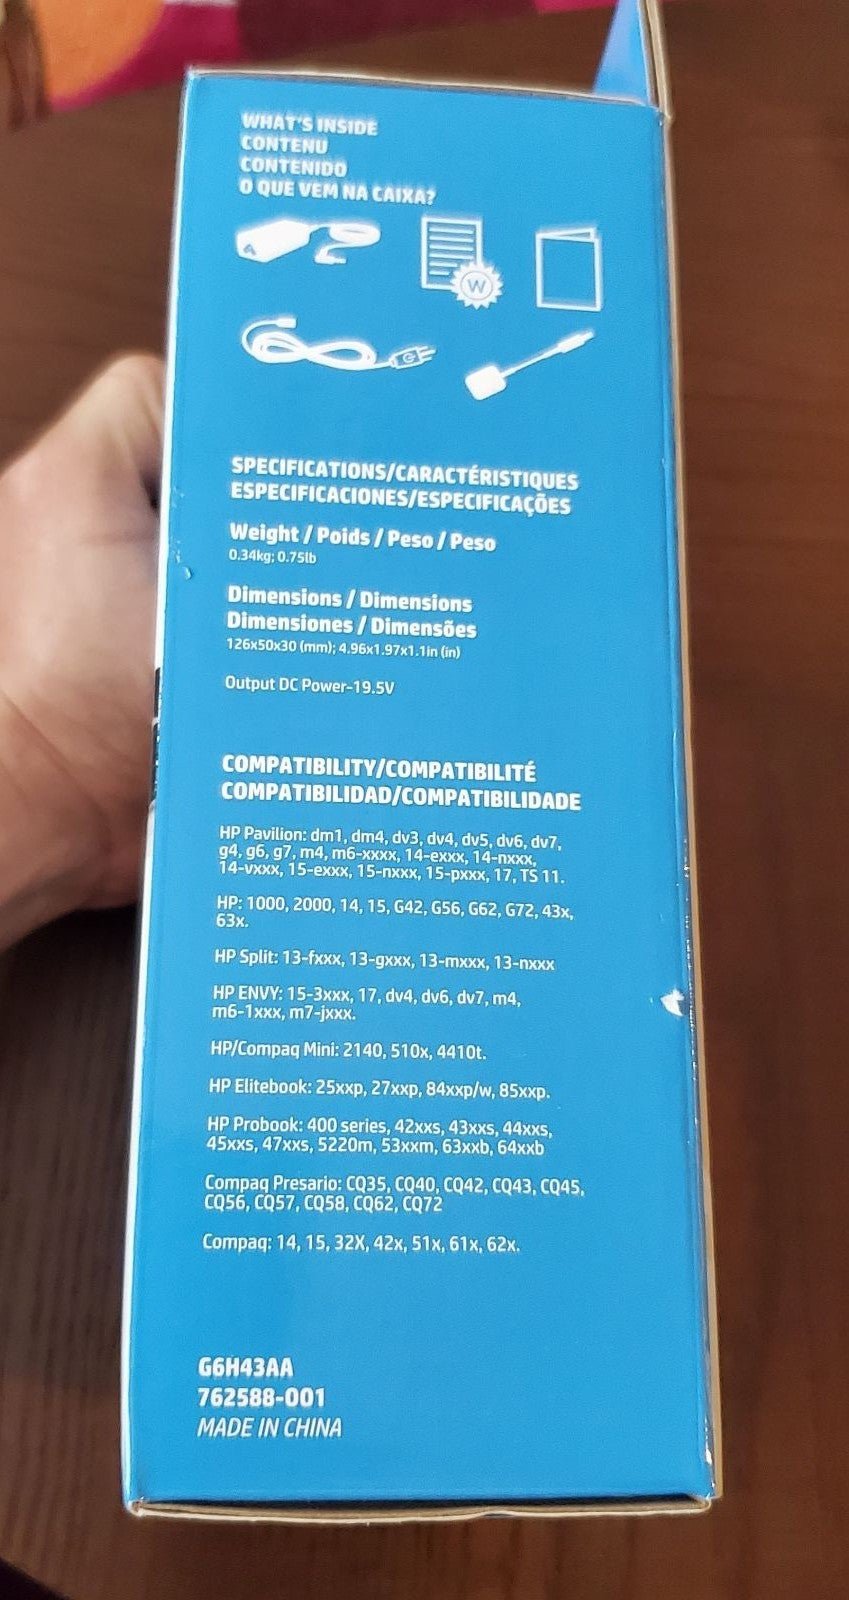 WHAT'S INSIDE
CONTENU
CONTENIDO
O QUE VEM NA CAIXA?
W
SPECIFICATIONS/CARACTÉRISTIQUES
ESPECIFICACIONES/ESPECIFICAÇÕES
Weight / Poids / Peso / Peso
0.34kg; 0.75lb
Dimensions / Dimensions
Dimensiones / Dimensões
126x50x30 (mm); 4.96x1.97x1.1in (in)
Output DC Power-19.5V
COMPATIBILITY/COMPATIBILITÉ
COMPATIBILIDAD/COMPATIBILIDADE
HP Pavilion: dm1, dm4, dv3, dv4, dv5, dv6, dv7,
g4, g6, g7, m4, m6-xxxx, 14-exxx, 14-nxxx,
14-vxxx, 15-exxx, 15-nxxx, 15-pxxx, 17, TS 11.
HP: 1000, 2000, 14, 15, G42, G56, G62, G72, 43x,
63x.
HP Split: 13-fxxx, 13-gxxx, 13-mxxx, 13-nxxx
HP ENVY: 15-3xxx, 17, dv4, dv6, dv7, m4,
m6-1xxx, m7-jxxx.
HP/Compaq Mini: 2140, 510x, 4410t.
HP Elitebook: 25xxp, 27xxp, 84xxp/w, 85xxp.
HP Probook: 400 series, 42xxs, 43xxs, 44xxs,
45xxs, 47xxs, 5220m, 53xxm, 63xxb, 64xxb
Compaq Presario: CQ35, CQ40, CQ42, CQ43, CQ45,
CQ56, CQ57, CQ58, CQ62, CQ72
Compaq: 14, 15, 32X, 42x, 51x, 61x, 62x.
G6H43AA
762588-001
MADE IN CHINA